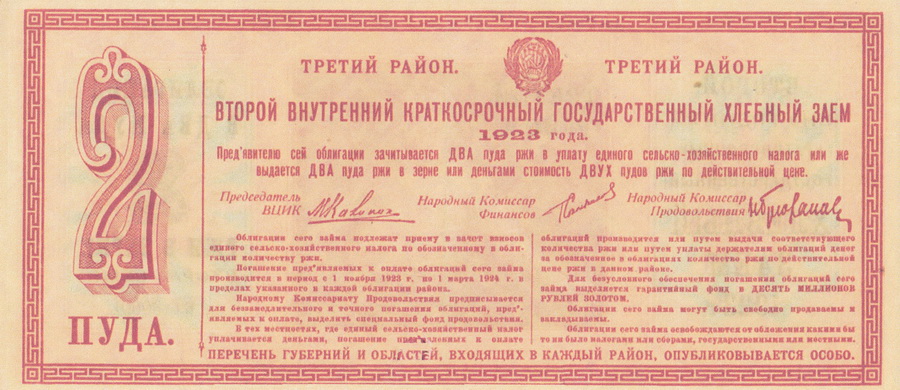 2
ПУДА.
ТРЕТИЙ РАЙОН. ТРЕТИЙ РАЙОН.
ВТОРОЙ ВНУТРЕННИЙ КРАТКОСРОЧНЫЙ ГОСУДАРСТВЕННЫЙ ХЛЕБНЫЙ ЗАЕМ
1923 года.
Пред'явителю сей облигации зачитывается ДВА пуда ржи в уплату единого сельско-хозяйственного налога или же
выдается ДВА пуда ржи в зерне или деньгами стоимость ДВУХ пудов ржи по действительной цене.
Председатель
ВЦИК
Народный Комиссар
Финансов
Народный Комиссар
Продовольствия
Облигации сего займа подлежат приему в зачет взносов
единого сельско-хозяйственного налога по обозначенному в обли-
гации количеству ржи.
Погашение пред'являемых к оплате облигаций сего займа
производится в период с 1 ноября 1923 г. по 1 марта 1924 г. в
пределах указанного в каждой облигации района.
Народному Комиссариату Продовольствия предписывается
для беззамедлительного и точного погашения облигаций, пред'-
являемых к оплате, выделить специальный фонд продовольствия.
В тех местностях, где единый сельско-хозяйственный налог
уплачивается деньгами, погашение пред'явленных к оплате
облигаций производится или путем выдачи соответствующего
количества ржи или путем уплаты держателям облигаций денег
за обозначенное в облигациях количество ржи по действительной
цене ржи в данном районе.
Для безусловного обеспечения погашения облигаций сего
займа выделяется гарантийный фонд в ДЕСЯТЬ МИЛЛИОНОВ
РУБЛЕЙ ЗОЛОТОМ.
Облигации сего займа могут быть свободно продаваемы и
закладываемы.
Облигации сего займа освобождаются от обложения какими бы
то ни было налогами или сборами, государственными или местными.
ПЕРЕЧЕНЬ ГУБЕРНИЙ И ОБЛАСТЕЙ, ВХОДЯЩИХ В КАЖДЫЙ РАЙОН, ОПУБЛИКОВЫВАЕТСЯ ОСОБО.